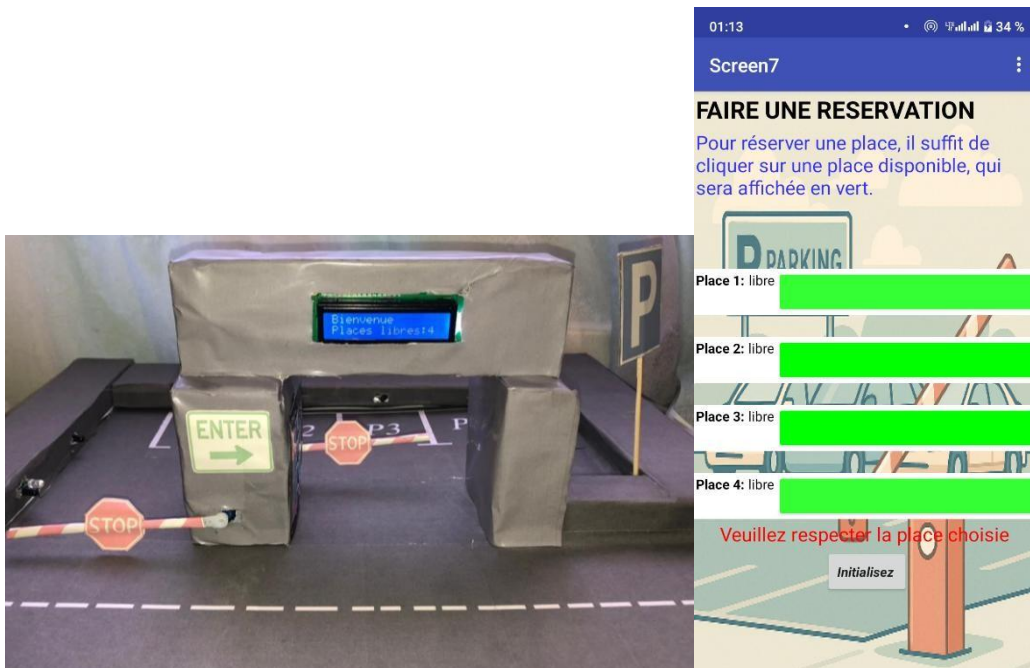 Bienvenue
Places libres:4
P
ENTER
2
P3
P
STOP
STOP
01:13
34 %
Screen7
FAIRE UNE RESERVATION
Pour réserver une place, il suffit de
cliquer sur une place disponible, qui
sera affichée en vert.
P PARKING
Place 1: libre
Place 2: libre
Place 3: libre
Place 4: libre
Veuillez respecter la place choisie
Initialisez